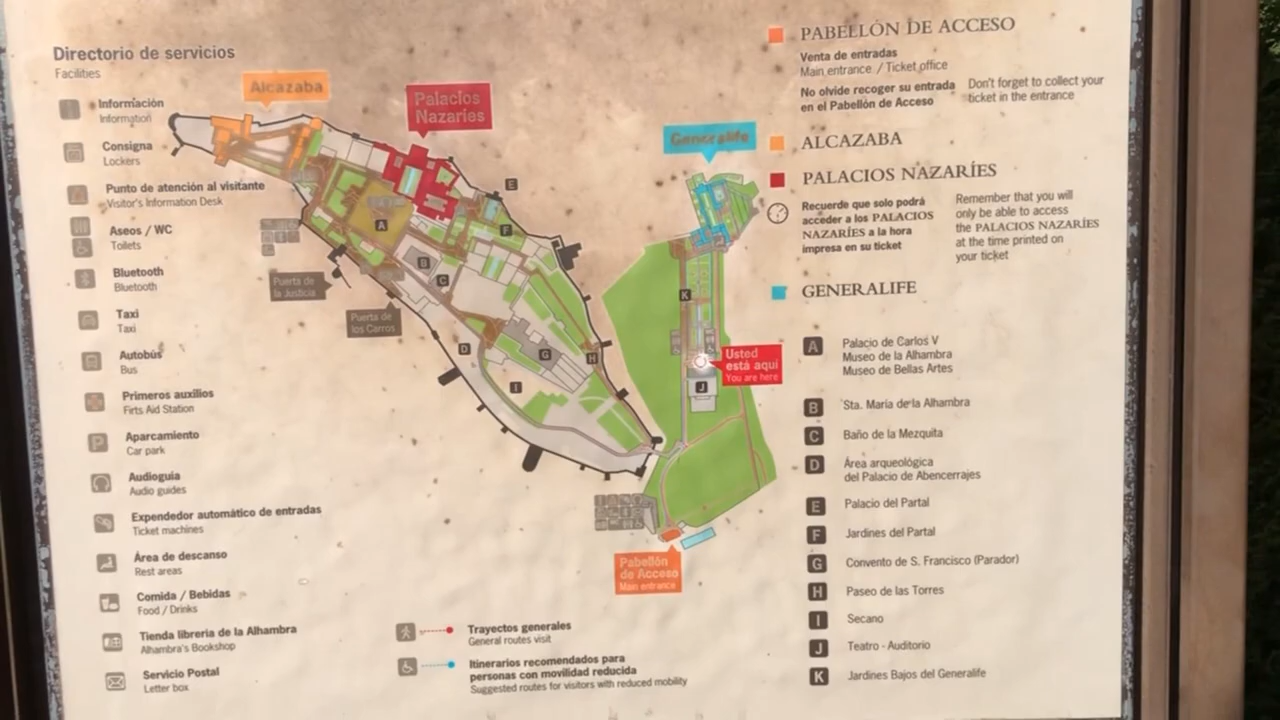 Directorio de servicios
Facilities
Información
Information
Consigna
Lockers
Punto de atención al visitante
Visitor's Information Desk
Aseos / WC
Toilets
Bluetooth
Bluetooth
Taxi
Taxi
Autobús
Bus
Primeros auxilios
Firts Aid Station
P
Aparcamiento
Car park
Audioguia
Audio guides
Expendedor automático de entradas
Ticket machines
Área de descanso
Rest areas
Comida / Bebidas
Food / Drinks
Tienda libreria de la Alhambra
Alhambra's Bookshop
Servicio Postal
Letter box
Alcazaba
Palacios
Nazaries
Generalife
E
A
F
B
C
K
Puerta de
la Justicia
Puerta de
los Carros
D
G
H
I
J
Usted
está aquí
You are here
Pabellón
de Acceso
Main entrance
Trayectos generales
General routes visit
Itinerarios recomendados para
personas con movilidad reducida
Suggested routes for visitors with reduced mobility
PABELLÓN DE ACCESO
Venta de entradas
Main entrance / Ticket office
No olvide recoger su entrada
en el Pabellón de Acceso
Don't forget to collect your
ticket in the entrance
ALCAZABA
PALACIOS NAZARÍES
Recuerde que solo podrá
acceder a los PALACIOS
NAZARÍES a la hora
impresa en su ticket
Remember that you will
only be able to access
the PALACIOS NAZARÍES
at the time printed on
your ticket
GENERALIFE
A Palacio de Carlos V
Museo de la Alhambra
Museo de Bellas Artes
B Sta. María de la Alhambra
C Baño de la Mezquita
D Área arqueológica
del Palacio de Abencerrajes
E Palacio del Partal
F Jardines del Partal
G Convento de S. Francisco (Parador)
H Paseo de las Torres
I Secano
J Teatro - Auditorio
K Jardines Bajos del Generalife